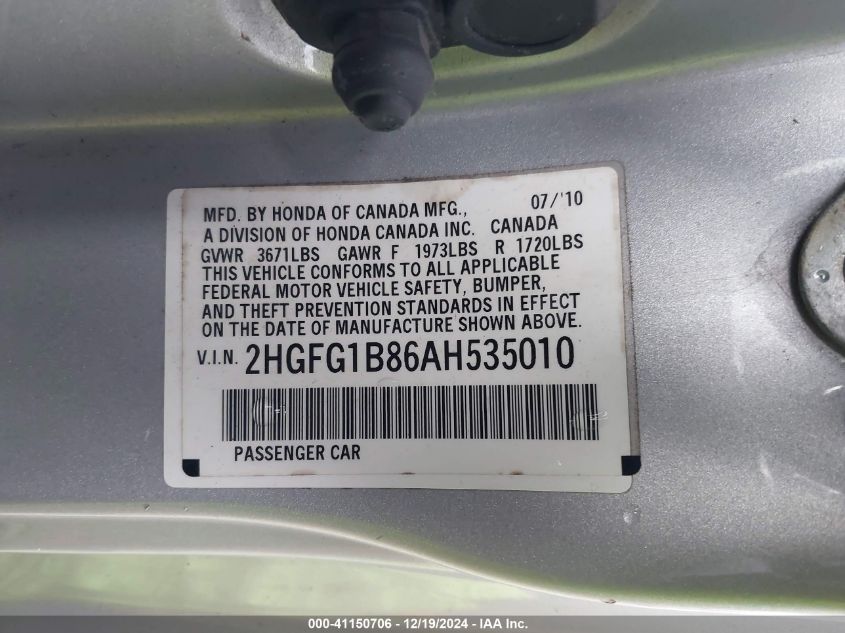 MFD. BY HONDA OF CANADA MFG., 07/'10
A DIVISION OF HONDA CANADA INC. CANADA
GVWR 3671LBS GAWR F 1973LBS R 1720LBS
THIS VEHICLE CONFORMS TO ALL APPLICABLE
FEDERAL MOTOR VEHICLE SAFETY, BUMPER,
AND THEFT PREVENTION STANDARDS IN EFFECT
ON THE DATE OF MANUFACTURE SHOWN ABOVE.
V.I.N. 2HGFG1B86AH535010
PASSENGER CAR
000-41150706 - 12/19/2024 - IAA Inc.